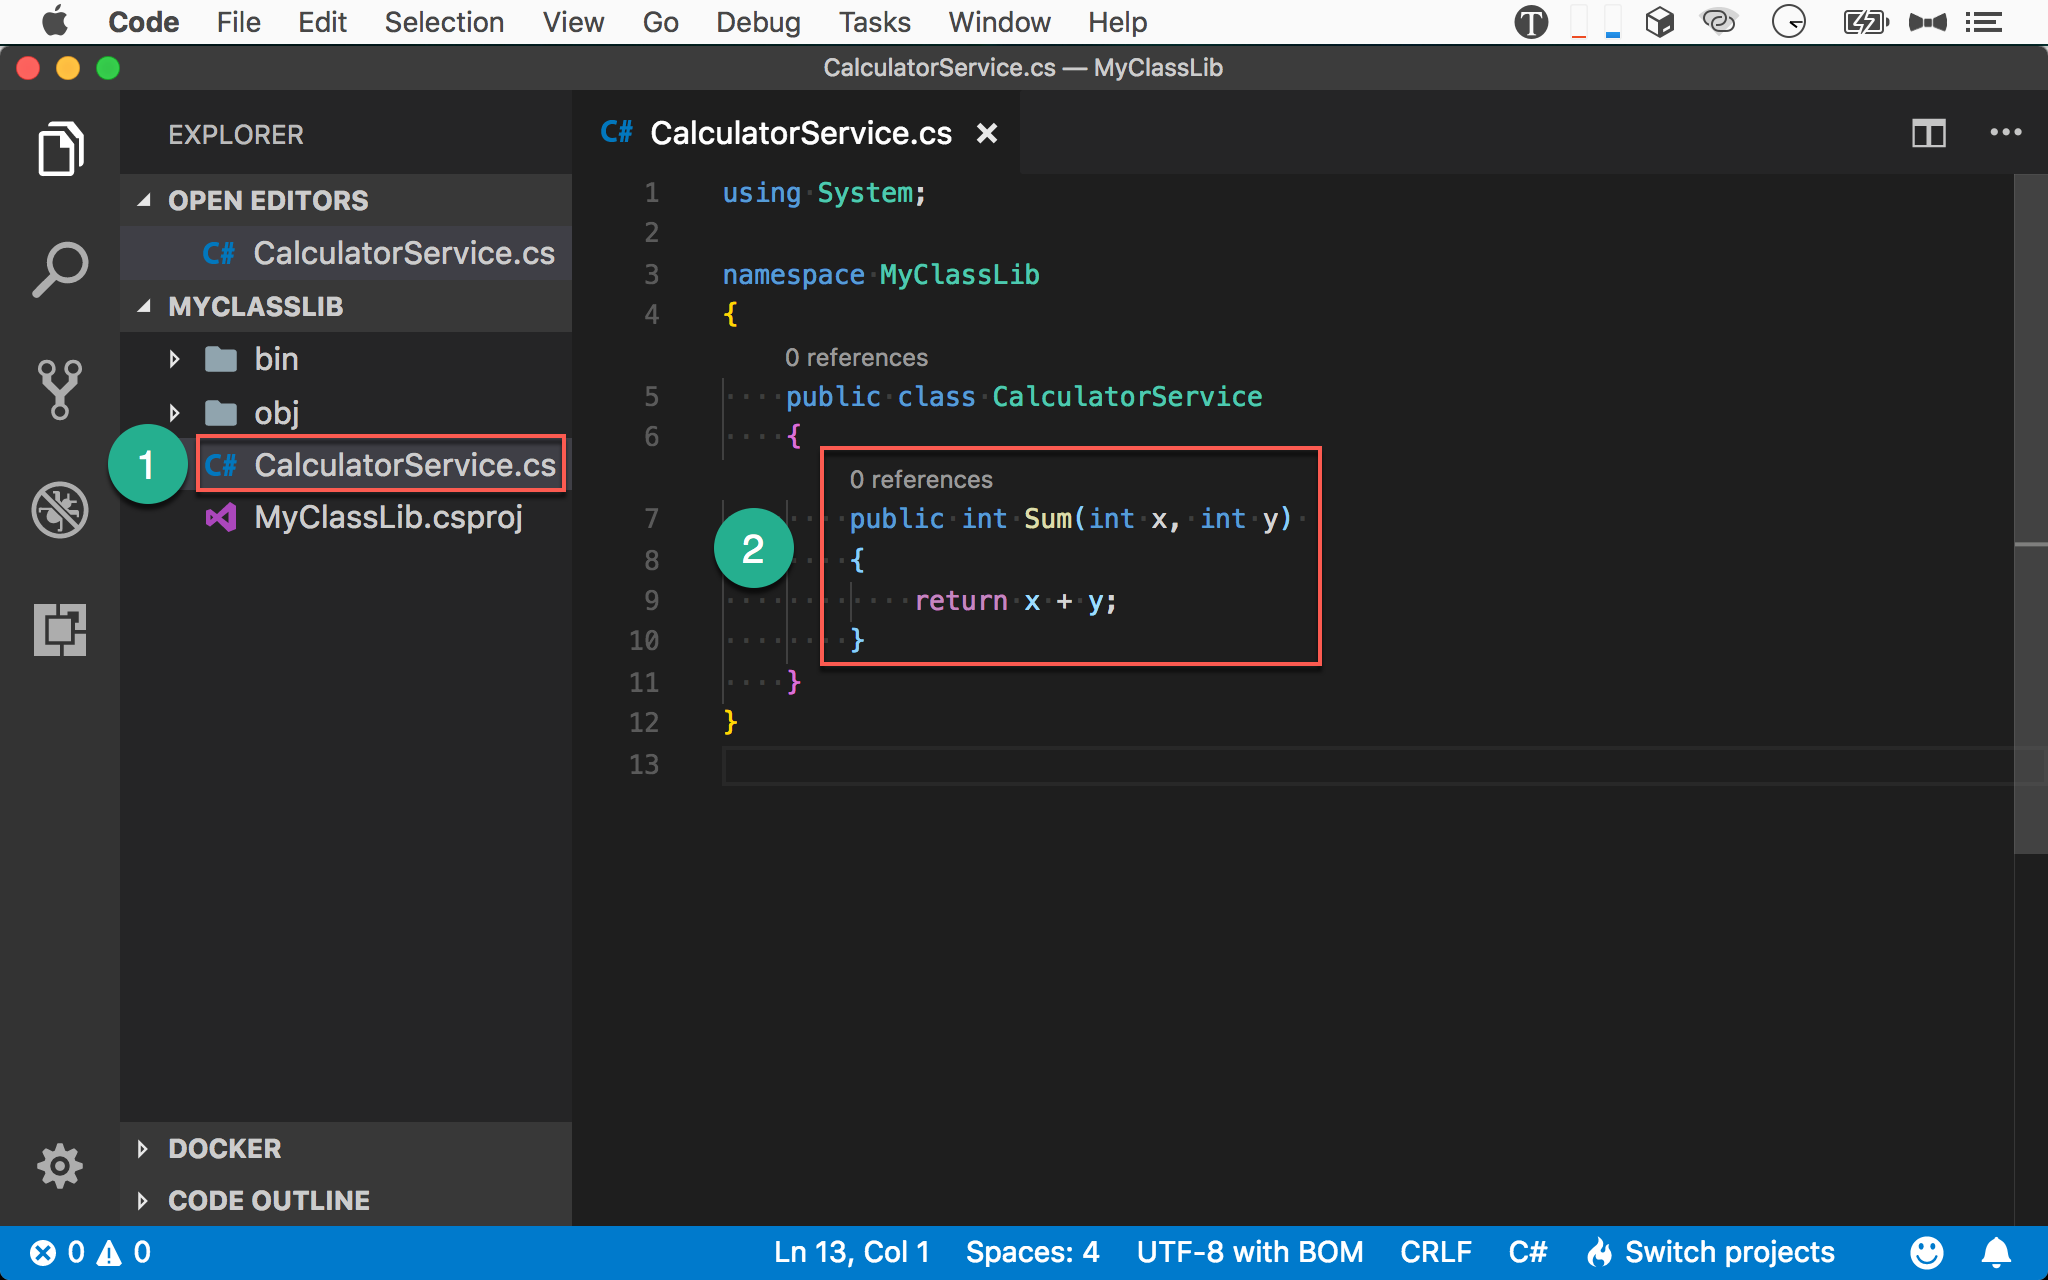 Code File Edit Selection View Go Debug Tasks Window Help
CalculatorService.cs — MyClassLib
EXPLORER
OPEN EDITORS
C# CalculatorService.cs
MYCLASSLIB
bin
obj
1
C# CalculatorService.cs
MyClassLib.csproj
DOCKER
CODE OUTLINE
C# CalculatorService.cs ×
1 using System;
2
3 namespace MyClassLib
4 {
0 references
5 public class CalculatorService
6 {
0 references
7 public int Sum(int x, int y)
2
8 {
9 return x + y;
10 }
11 }
12 }
13
0 0 Ln 13, Col 1 Spaces: 4 UTF-8 with BOM CRLF C# Switch projects